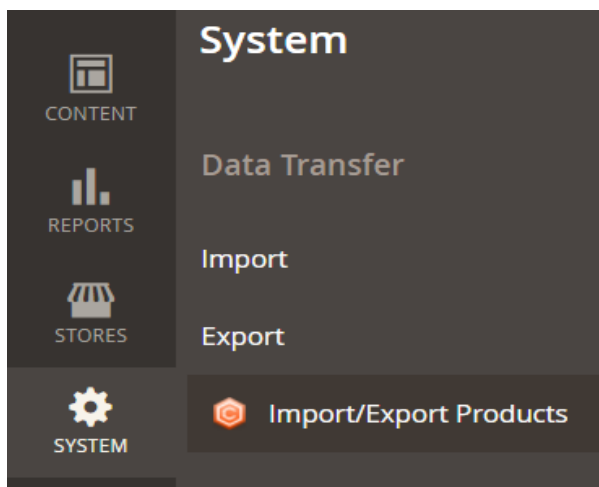 CONTENT
REPORTS
STORES
SYSTEM
System
Data Transfer
Import
Export
Import/Export Products